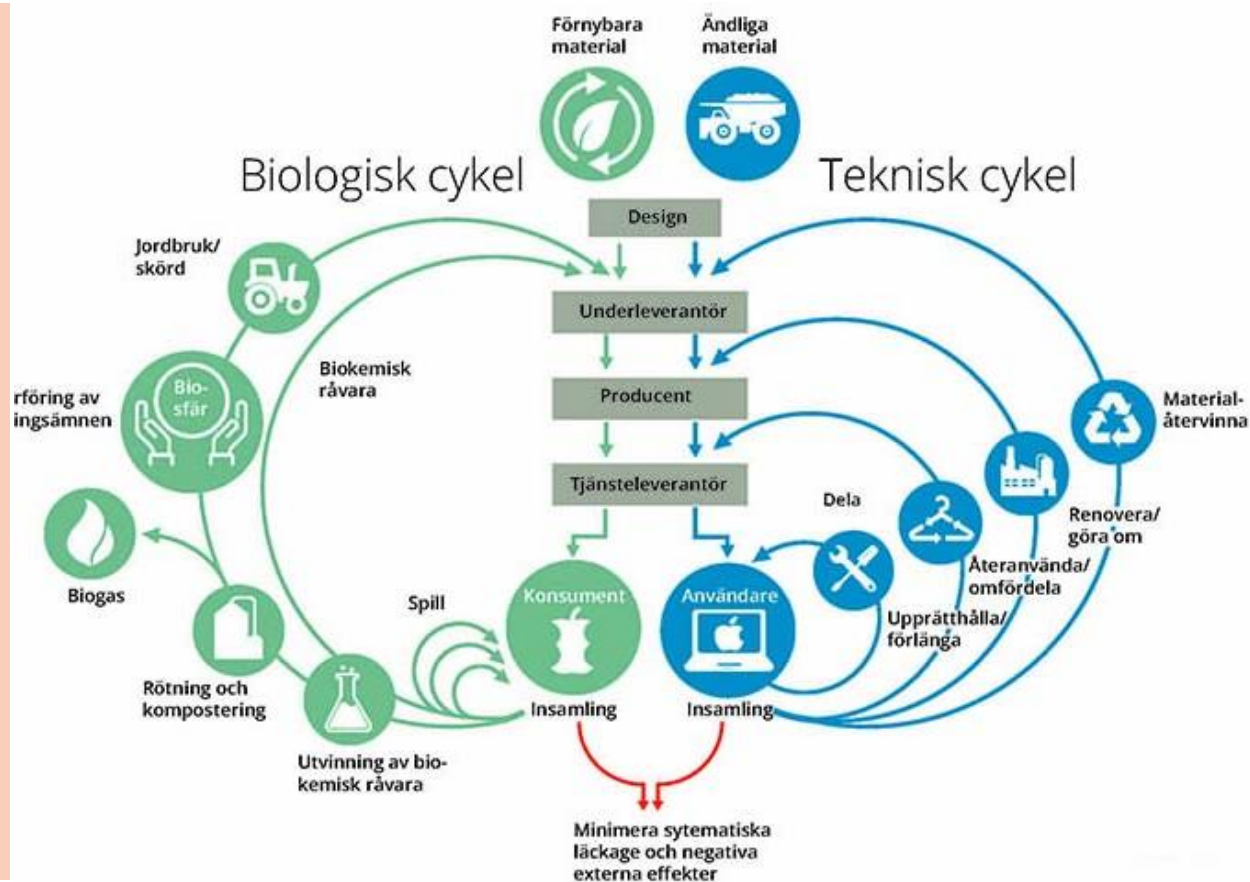 Förnybara
material
Ändliga
material
Biologisk cykel
Teknisk cykel
Design
Jordbruk/
skörd
Underleverantör
Biokemisk
råvara
Bio-
sfär
rföring av
ingsämnen
Producent
Material-
återvinna
Tjänsteleverantör
Dela
Renovera/
göra om
Återanvända/
omfördela
Biogas
Spill
Konsument
Användare
Upprätthålla/
förlänga
Rötning och
kompostering
Insamling
Insamling
Utvinning av bio-
kemisk råvara
Minimera sytematiska
läckage och negativa
externa effekter